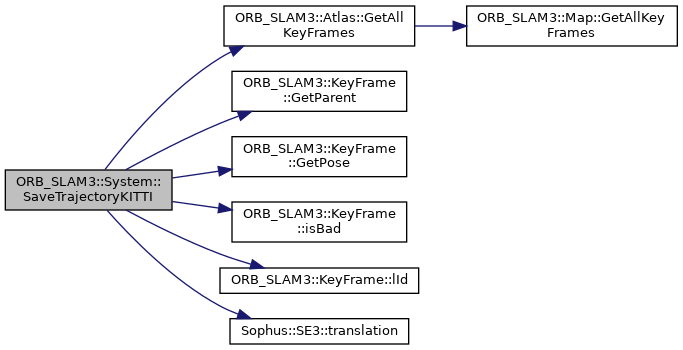 ORB_SLAM3::System::
SaveTrajectoryKITTI
ORB_SLAM3::Atlas::GetAll
KeyFrames
ORB_SLAM3::Map::GetAllKey
Frames
ORB_SLAM3::KeyFrame
::GetParent
ORB_SLAM3::KeyFrame
::GetPose
ORB_SLAM3::KeyFrame
::isBad
ORB_SLAM3::KeyFrame::lId
Sophus::SE3::translation